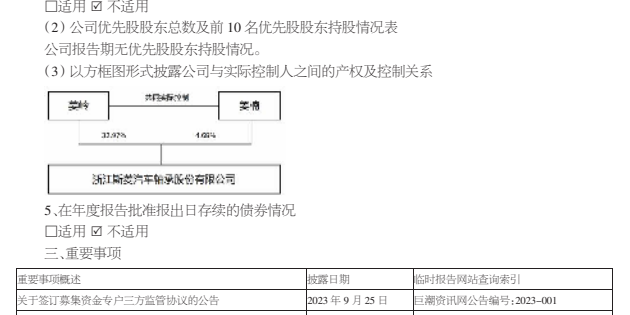 □适用 ☑ 不适用
（2）公司优先股股东总数及前 10 名优先股股东持股情况表
公司报告期无优先股股东持股情况。
（3）以方框图形式披露公司与实际控制人之间的产权及控制关系
姜岭 共同实际控制 姜楠
33.97% 4.66%
浙江斯菱汽车轴承股份有限公司
5、在年度报告批准报出日存续的债券情况
□适用 ☑ 不适用
三、重要事项
重要事项概述 披露日期 临时报告网站查询索引
关于签订募集资金专户三方监管协议的公告 2023 年 9 月 25 日 巨潮资讯网公告编号:2023-001